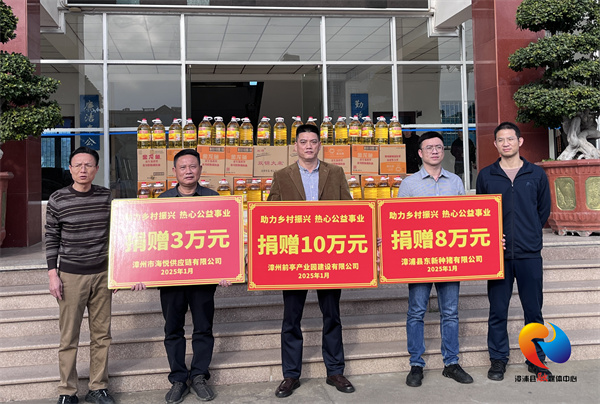 廉洁
公
勤
助力乡村振兴 热心公益事业
捐赠3万元
漳州市海悦供应链有限公司
2025年1月
助力乡村振兴 热心公益事业
捐赠10万元
漳州前亭产业园建设有限公司
2025年1月
助力乡村振兴 热心公益事业
捐赠8万元
漳浦县东新种猪有限公司
2025年1月
漳浦县融媒体中心